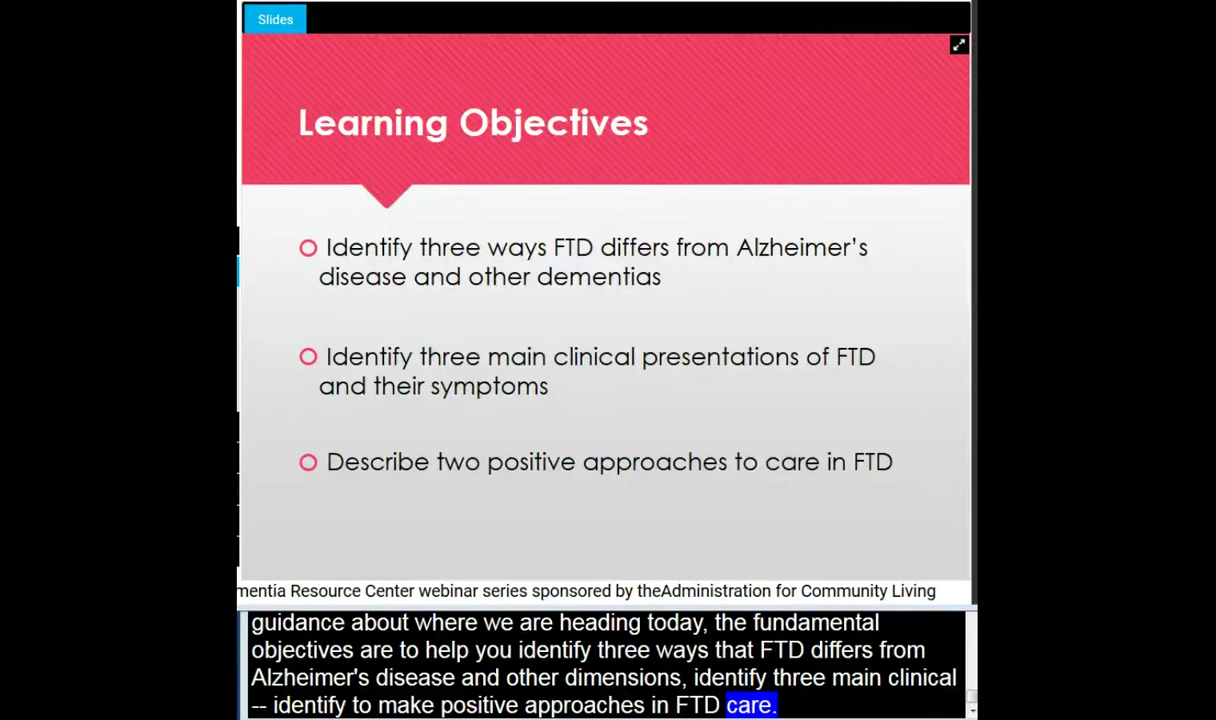 Slides
Learning Objectives
Identify three ways FTD differs from Alzheimer's
disease and other dementias
Identify three main clinical presentations of FTD
and their symptoms
Describe two positive approaches to care in FTD
mentia Resource Center webinar series sponsored by theAdministration for Community Living
guidance about where we are heading today, the fundamental
objectives are to help you identify three ways that FTD differs from
Alzheimer's disease and other dimensions, identify three main clinical
-- identify to make positive approaches in FTD care.